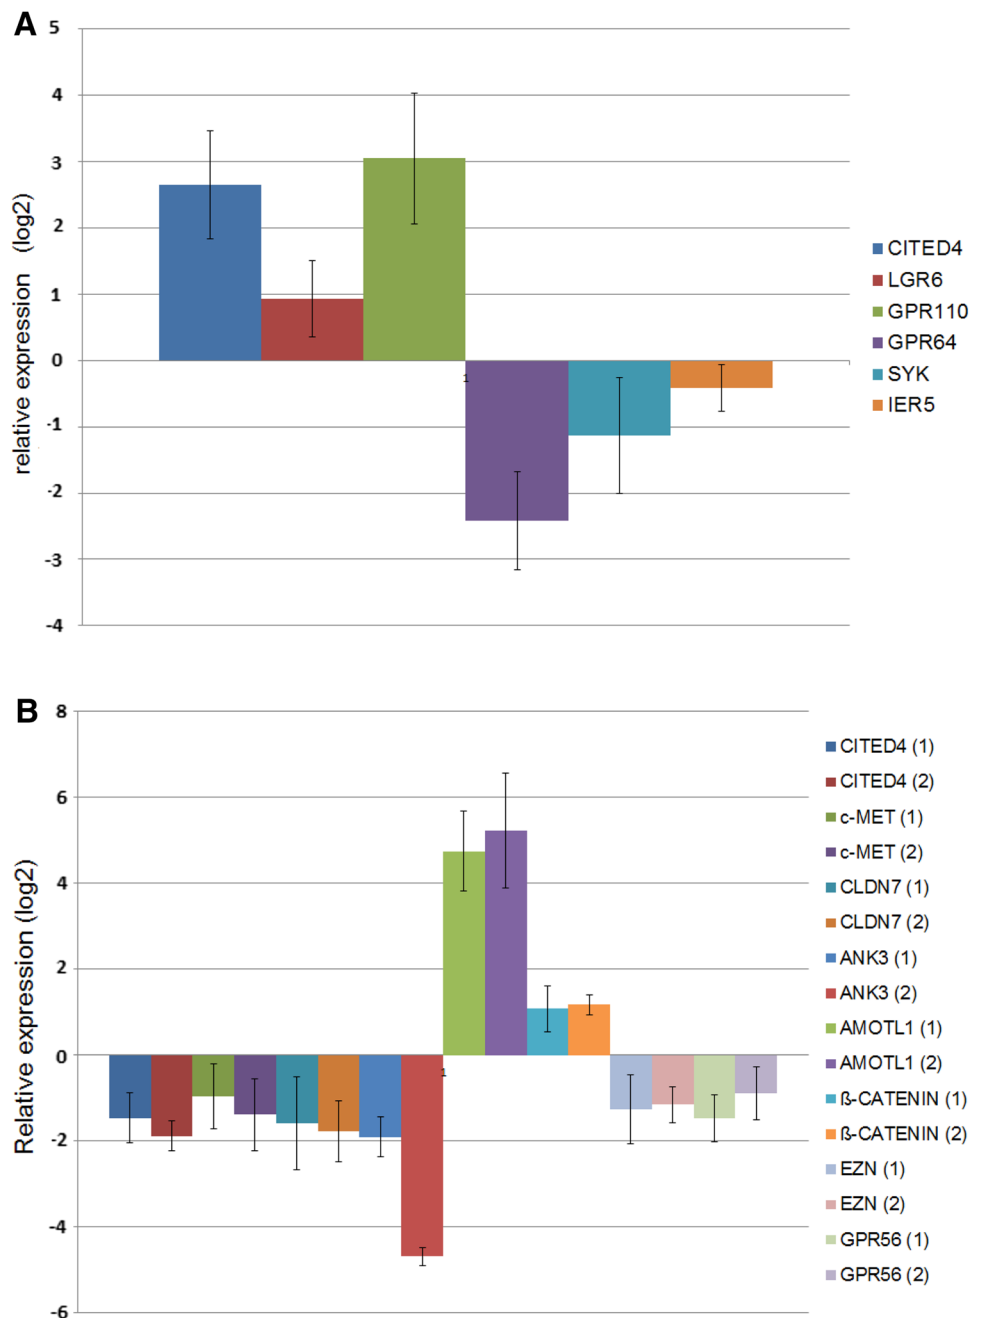 A
5
4
3
2
1
0
-1
-2
-3
-4
relative expression (log2)
1
CITED4
LGR6
GPR110
GPR64
SYK
IER5
B
8
6
4
2
0
-2
-4
-6
Relative expression (log2)
1
CITED4 (1)
CITED4 (2)
c-MET (1)
c-MET (2)
CLDN7 (1)
CLDN7 (2)
ANK3 (1)
ANK3 (2)
AMOTL1 (1)
AMOTL1 (2)
ß-CATENIN (1)
ß-CATENIN (2)
EZN (1)
EZN (2)
GPR56 (1)
GPR56 (2)